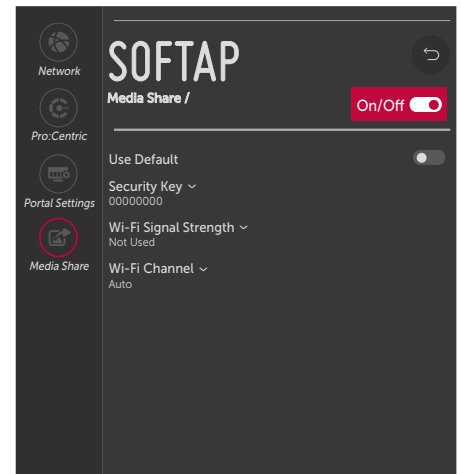 Network
Pro:Centric
Portal Settings
Media Share
SOFTAP
Media Share /
On/Off
Use Default
Security Key
00000000
Wi-Fi Signal Strength
Not Used
Wi-Fi Channel
Auto